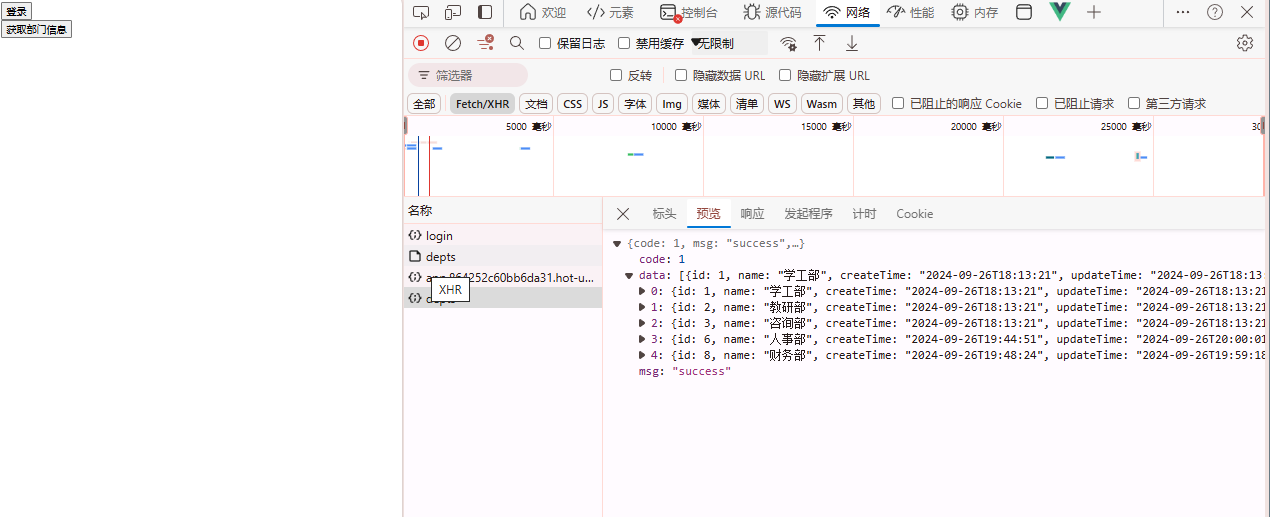 登录
获取部门信息
欢迎 元素 控制台 源代码 网络 性能 内存
保留日志 禁用缓存 无限制
筛选器 反转 隐藏数据 URL 隐藏扩展 URL
全部 Fetch/XHR 文档 CSS JS 字体 Img 媒体 清单 WS Wasm 其他 已阻止的响应 Cookie 已阻止请求 第三方请求
5000 毫秒 10000 毫秒 15000 毫秒 20000 毫秒 25000 毫秒
名称
login
depts
app.864252c60bb6da31.hot-u...
depts
XHR
标头 预览 响应 发起程序 计时 Cookie
{code: 1, msg: "success",…}
code: 1
data: [{id: 1, name: "学工部", createTime: "2024-09-26T18:13:21", updateTime: "2024-09-26T18:13
0: {id: 1, name: "学工部", createTime: "2024-09-26T18:13:21", updateTime: "2024-09-26T18:13:21
1: {id: 2, name: "教研部", createTime: "2024-09-26T18:13:21", updateTime: "2024-09-26T18:13:21
2: {id: 3, name: "咨询部", createTime: "2024-09-26T18:13:21", updateTime: "2024-09-26T18:13:21
3: {id: 6, name: "人事部", createTime: "2024-09-26T19:44:51", updateTime: "2024-09-26T20:00:01
4: {id: 8, name: "财务部", createTime: "2024-09-26T19:48:24", updateTime: "2024-09-26T19:59:18
msg: "success"